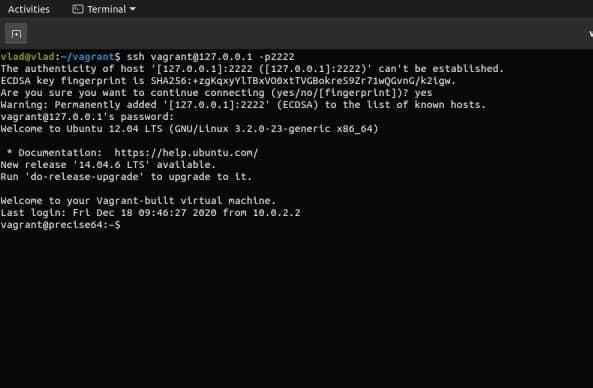 Activities Terminal
vlad@vlad:~/vagrant$ ssh vagrant@127.0.0.1 -p2222
The authenticity of host '[127.0.0.1]:2222 ([127.0.0.1]:2222)' can't be established.
ECDSA key fingerprint is SHA256:+zgKqxyYlTBxVO0xtTVGBokreS9Zr71wQGvnG/k2igw.
Are you sure you want to continue connecting (yes/no/[fingerprint])? yes
Warning: Permanently added '[127.0.0.1]:2222' (ECDSA) to the list of known hosts.
vagrant@127.0.0.1's password:
Welcome to Ubuntu 12.04 LTS (GNU/Linux 3.2.0-23-generic x86_64)
* Documentation: https://help.ubuntu.com/
New release '14.04.6 LTS' available.
Run 'do-release-upgrade' to upgrade to it.
Welcome to your Vagrant-built virtual machine.
Last login: Fri Dec 18 09:46:27 2020 from 10.0.2.2
vagrant@precise64:~$